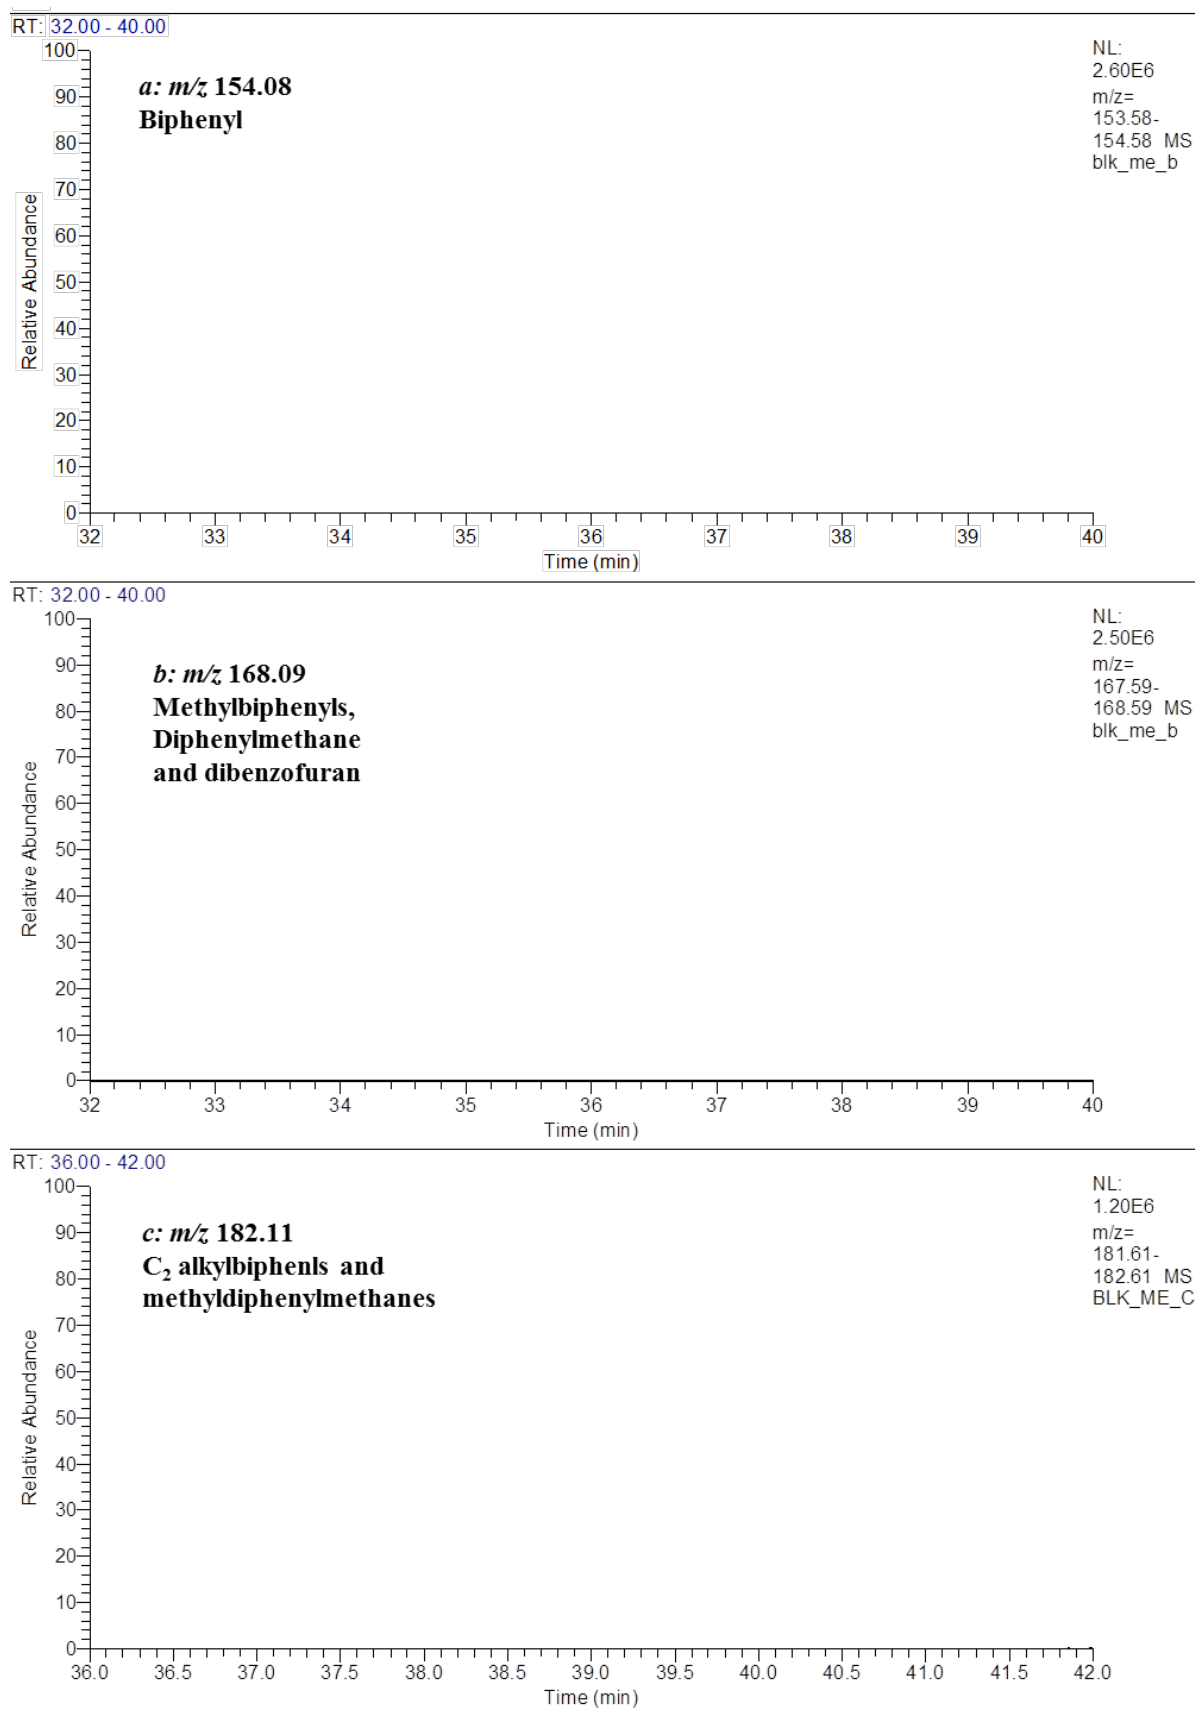 RT: 32.00 - 40.00
100
90
80
70
60
50
40
30
20
10
0
Relative Abundance
a: m/z 154.08
Biphenyl
NL:
2.60E6
m/z=
153.58-
154.58 MS
blk_me_b
32 33 34 35 36 37 38 39 40
Time (min)
RT: 32.00 - 40.00
100
90
80
70
60
50
40
30
20
10
0
Relative Abundance
b: m/z 168.09
Methylbiphenyls,
Diphenylmethane
and dibenzofuran
NL:
2.50E6
m/z=
167.59-
168.59 MS
blk_me_b
32 33 34 35 36 37 38 39 40
Time (min)
RT: 36.00 - 42.00
100
90
80
70
60
50
40
30
20
10
0
Relative Abundance
c: m/z 182.11
C₂ alkylbiphenls and
methyldiphenylmethanes
NL:
1.20E6
m/z=
181.61-
182.61 MS
BLK_ME_C
36.0 36.5 37.0 37.5 38.0 38.5 39.0 39.5 40.0 40.5 41.0 41.5 42.0
Time (min)